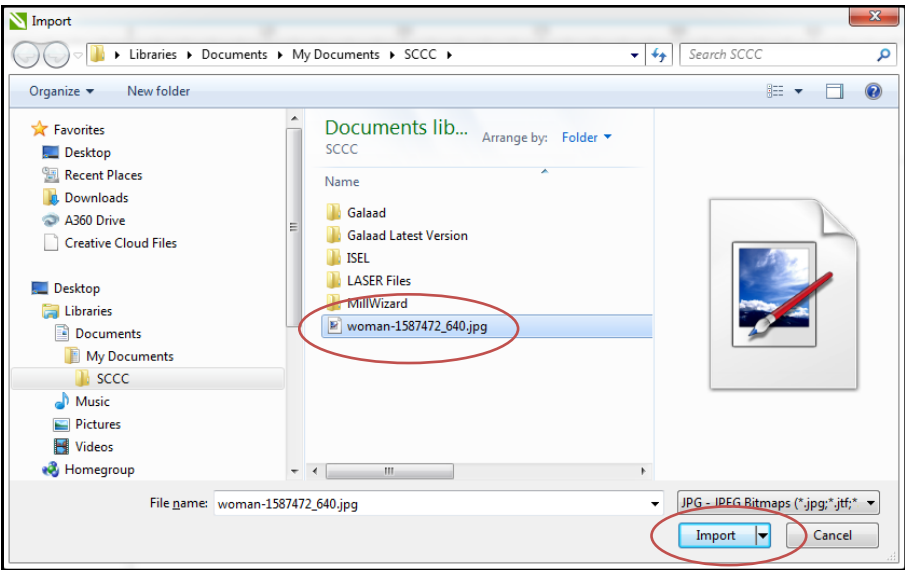 Import
Libraries Documents My Documents SCCC
Search SCCC
Organize New folder
Favorites
Desktop
Recent Places
Downloads
A360 Drive
Creative Cloud Files
Desktop
Libraries
Documents
My Documents
SCCC
Music
Pictures
Videos
Homegroup
Documents lib...
SCCC
Arrange by: Folder
Name
Galaad
Galaad Latest Version
ISEL
LASER Files
MillWizard
woman-1587472_640.jpg
File name: woman-1587472_640.jpg
JPG - JPEG Bitmaps (*.jpg;*.jtf;*
Import Cancel